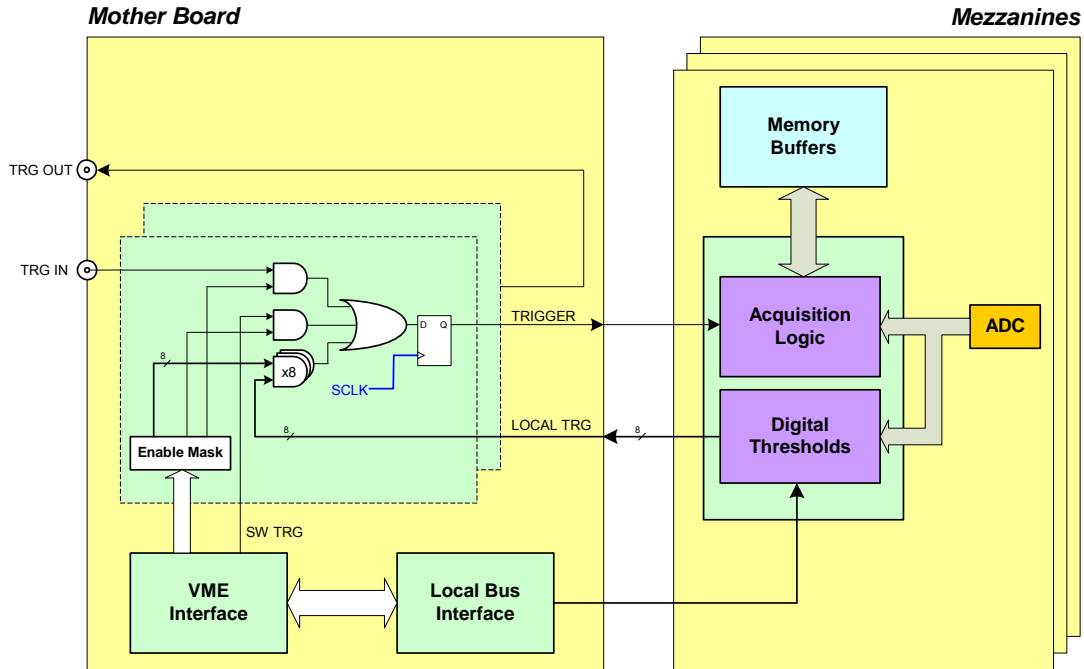 Mother Board
Mezzanines
Memory
Buffers
TRG OUT
TRG IN
D Q
TRIGGER
Acquisition
Logic
ADC
8
x8
SCLK
8
LOCAL TRG
8
Digital
Thresholds
Enable Mask
SW TRG
VME
Interface
Local Bus
Interface